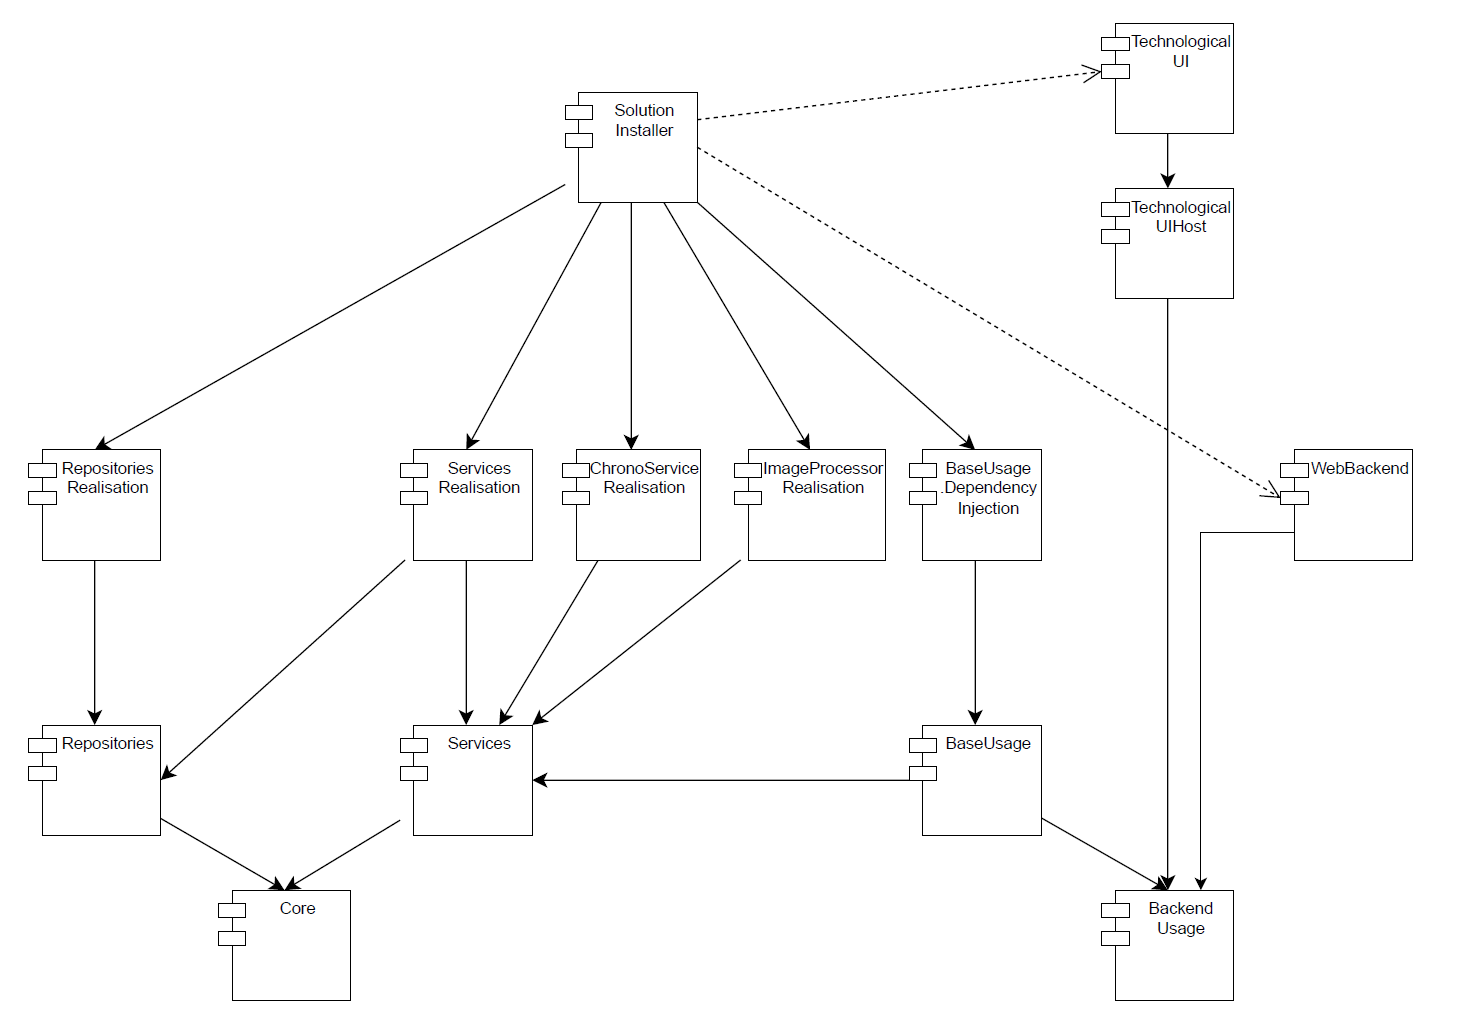 Technological
UI
Solution
Installer
Technological
UIHost
Repositories
Realisation
Services
Realisation
ChronoService
Realisation
ImageProcessor
Realisation
BaseUsage
.Dependency
Injection
WebBackend
Repositories
Services
BaseUsage
Core
Backend
Usage